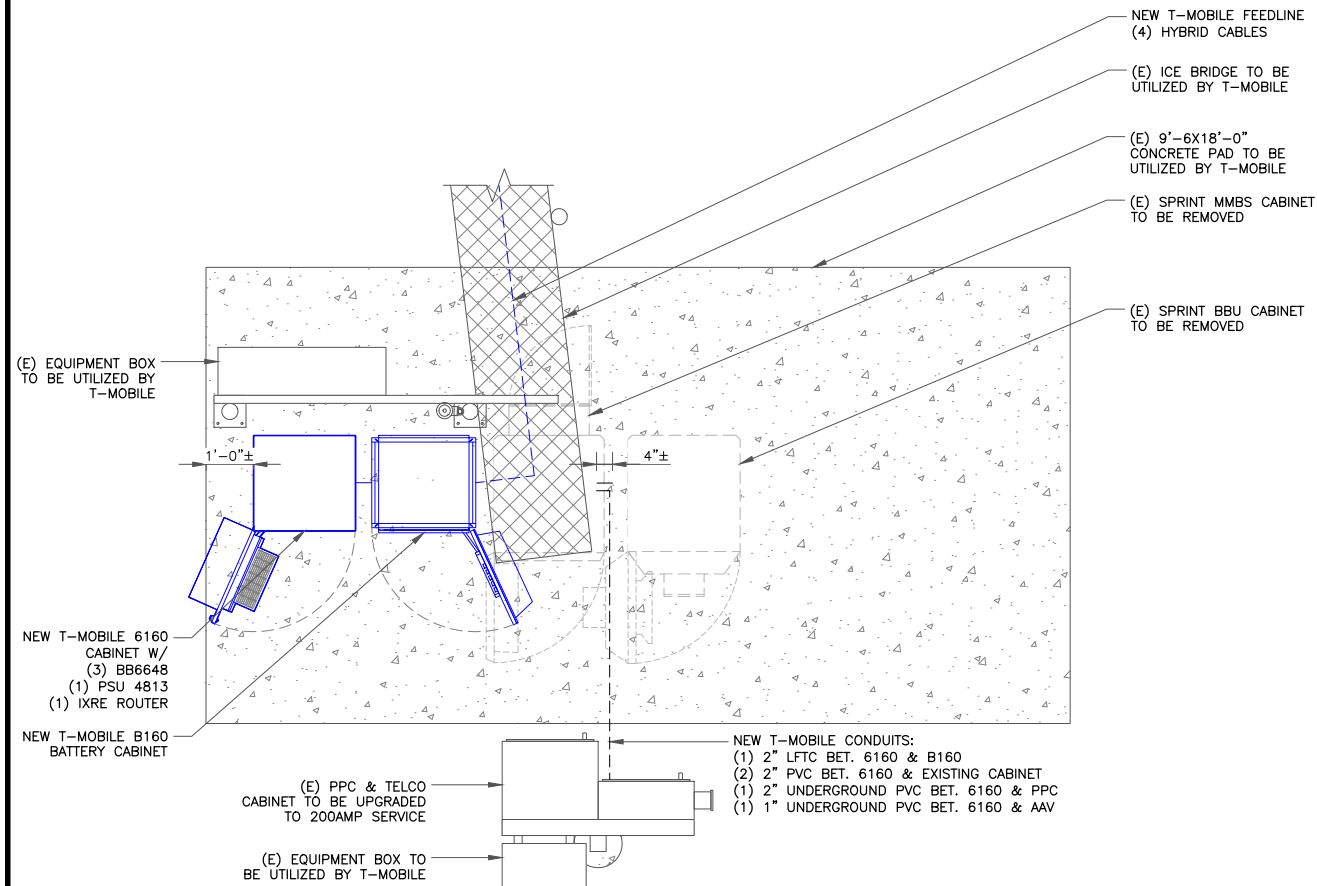 NEW T-MOBILE FEEDLINE
(4) HYBRID CABLES
(E) ICE BRIDGE TO BE
UTILIZED BY T-MOBILE
(E) 9'-6X18'-0"
CONCRETE PAD TO BE
UTILIZED BY T-MOBILE
(E) SPRINT MMBS CABINET
TO BE REMOVED
(E) SPRINT BBU CABINET
TO BE REMOVED
(E) EQUIPMENT BOX
TO BE UTILIZED BY
T-MOBILE
1'-0"±
4"±
NEW T-MOBILE 6160
CABINET W/
(3) BB6648
(1) PSU 4813
(1) IXRE ROUTER
NEW T-MOBILE B160
BATTERY CABINET
NEW T-MOBILE CONDUITS:
(1) 2" LFTC BET. 6160 & B160
(2) 2" PVC BET. 6160 & EXISTING CABINET
(1) 2" UNDERGROUND PVC BET. 6160 & PPC
(1) 1" UNDERGROUND PVC BET. 6160 & AAV
(E) PPC & TELCO
CABINET TO BE UPGRADED
TO 200AMP SERVICE
(E) EQUIPMENT BOX TO
BE UTILIZED BY T-MOBILE